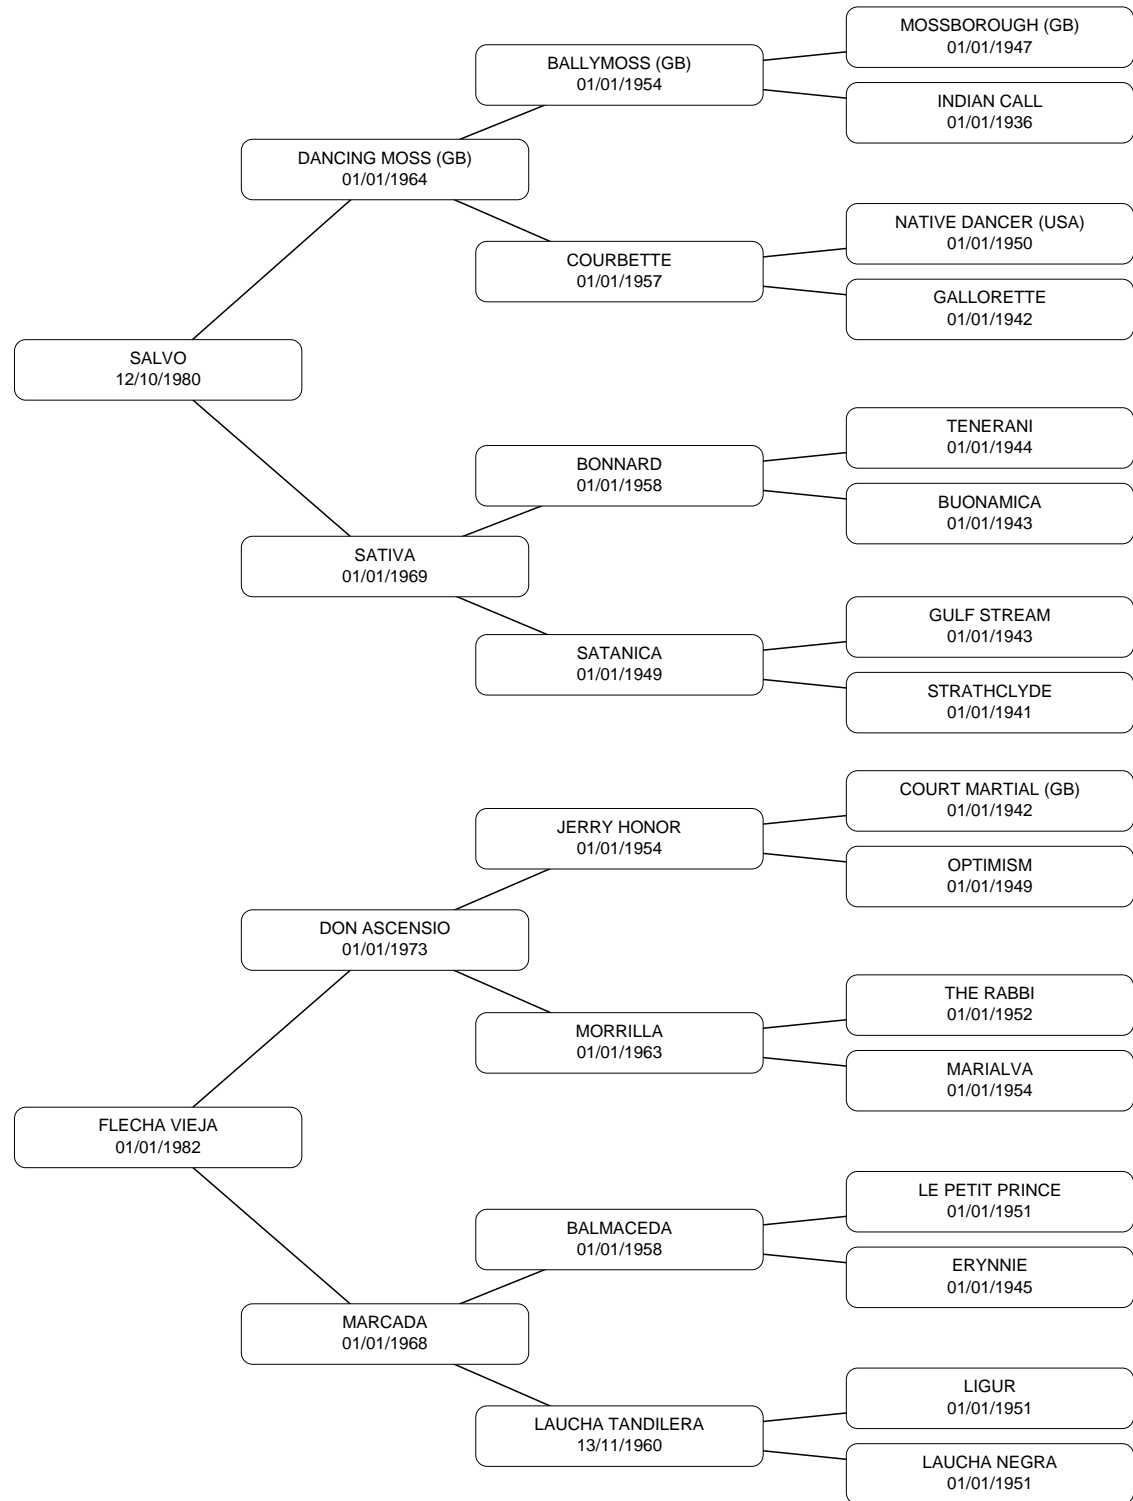 MOSSBOROUGH (GB)
01/01/1947
BALLYMOSS (GB)
01/01/1954
INDIAN CALL
01/01/1936
DANCING MOSS (GB)
01/01/1964
NATIVE DANCER (USA)
01/01/1950
COURBETTE
01/01/1957
GALLORETTE
01/01/1942
SALVO
12/10/1980
TENERANI
01/01/1944
BONNARD
01/01/1958
BUONAMICA
01/01/1943
SATIVA
01/01/1969
GULF STREAM
01/01/1943
SATANICA
01/01/1949
STRATHCLYDE
01/01/1941
COURT MARTIAL (GB)
01/01/1942
JERRY HONOR
01/01/1954
OPTIMISM
01/01/1949
DON ASCENSIO
01/01/1973
THE RABBI
01/01/1952
MORRILLA
01/01/1963
MARIALVA
01/01/1954
FLECHA VIEJA
01/01/1982
LE PETIT PRINCE
01/01/1951
BALMACEDA
01/01/1958
ERYNNIE
01/01/1945
MARCADA
01/01/1968
LIGUR
01/01/1951
LAUCHA TANDILERA
13/11/1960
LAUCHA NEGRA
01/01/1951